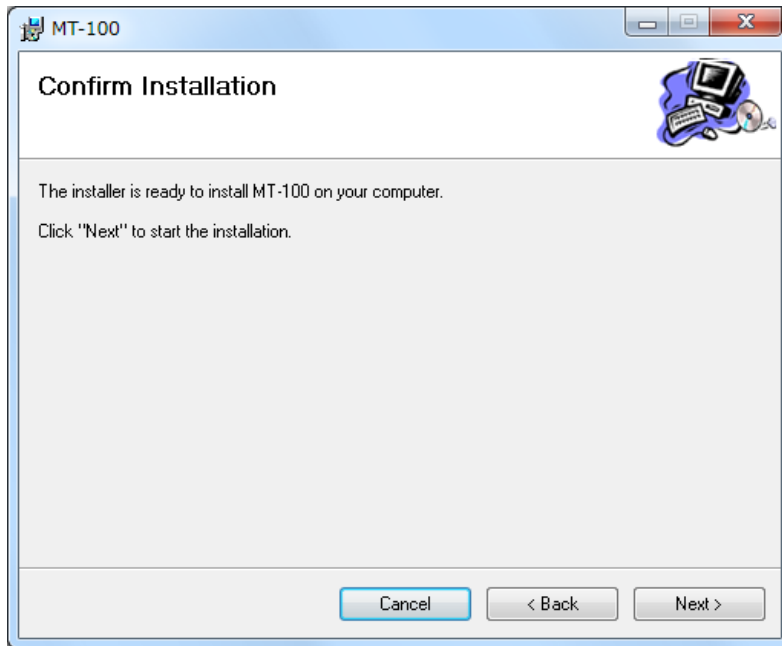 MT-100
Confirm Installation
The installer is ready to install MT-100 on your computer.
Click "Next" to start the installation.
Cancel
< Back
Next >